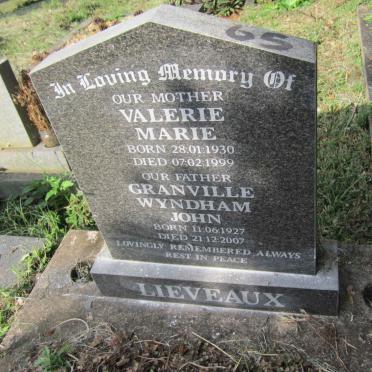 65
In Loving Memory Of
OUR MOTHER
VALERIE
MARIE
BORN 28:01:1930
DIED 07:02:1999
OUR FATHER
GRANVILLE
WYNDHAM
JOHN
BORN 11:06:1927
DIED 21:12:2007
LOVINGLY REMEMBERED ALWAYS
REST IN PEACE
LIEVEAUX